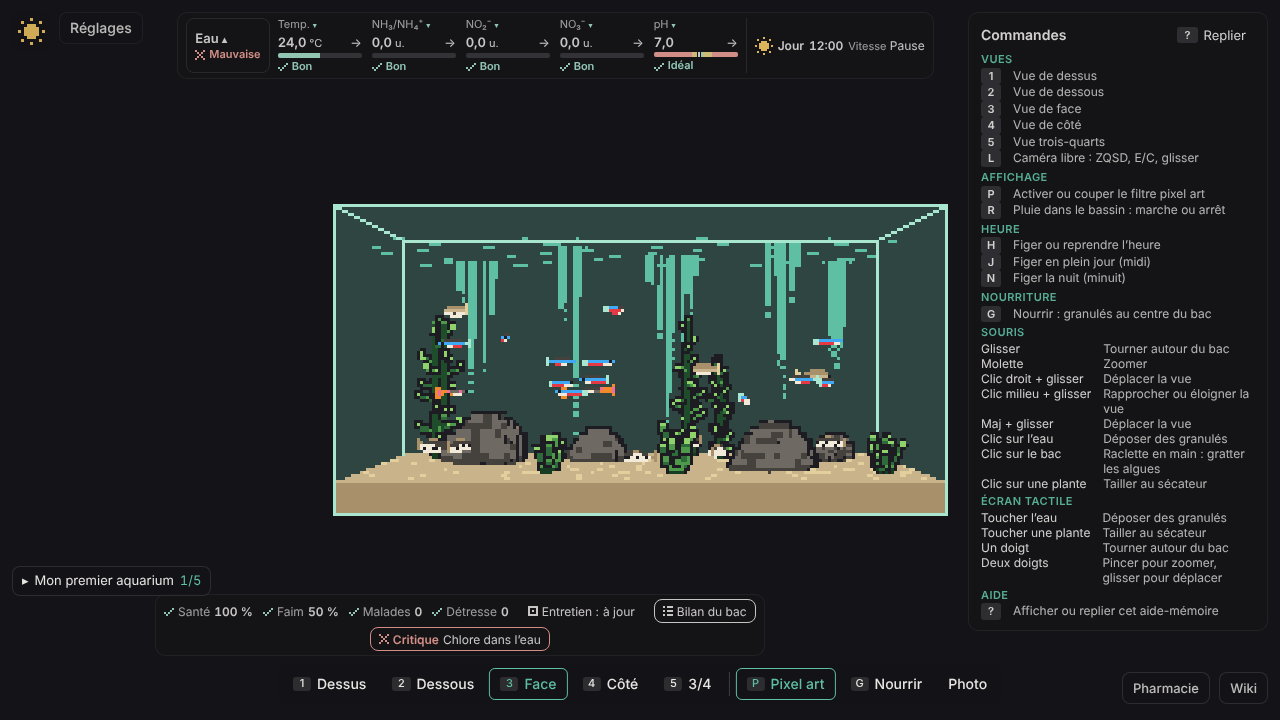 Réglages
Eau ▴
Mauvaise
Temp. ▾
24,0 °C →
Bon
NH₃/NH₄⁺ ▾
0,0 u. →
Bon
NO₂⁻ ▾
0,0 u. →
Bon
NO₃⁻ ▾
0,0 u. →
Bon
pH ▾
7,0 →
Idéal
Jour 12:00 Vitesse Pause
Commandes
? Replier
VUES
1 Vue de dessus
2 Vue de dessous
3 Vue de face
4 Vue de côté
5 Vue trois-quarts
L Caméra libre : ZQSD, E/C, glisser
AFFICHAGE
P Activer ou couper le filtre pixel art
R Pluie dans le bassin : marche ou arrêt
HEURE
H Figer ou reprendre l’heure
J Figer en plein jour (midi)
N Figer la nuit (minuit)
NOURRITURE
G Nourrir : granulés au centre du bac
SOURIS
Glisser Tourner autour du bac
Molette Zoomer
Clic droit + glisser Déplacer la vue
Clic milieu + glisser Rapprocher ou éloigner la
vue
Maj + glisser Déplacer la vue
Clic sur l’eau Déposer des granulés
Clic sur le bac Raclette en main : gratter
les algues
Clic sur une plante Tailler au sécateur
ÉCRAN TACTILE
Toucher l’eau Déposer des granulés
Toucher une plante Tailler au sécateur
Un doigt Tourner autour du bac
Deux doigts Pincer pour zoomer,
glisser pour déplacer
AIDE
? Afficher ou replier cet aide-mémoire
▸ Mon premier aquarium 1/5
Santé 100 % Faim 50 % Malades 0 Détresse 0 Entretien : à jour Bilan du bac
Critique Chlore dans l’eau
1 Dessus 2 Dessous 3 Face 4 Côté 5 3/4 P Pixel art G Nourrir Photo
Pharmacie Wiki